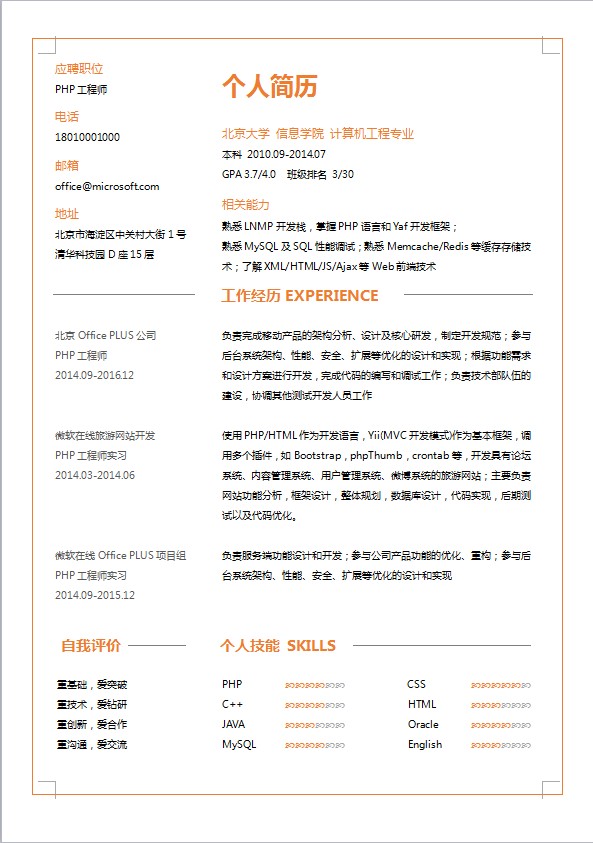 应聘职位
PHP 工程师
电话
18010001000
邮箱
office@microsoft.com
地址
北京市海淀区中关村大街 1 号
清华科技园 D 座 15 层
个人简历
北京大学 信息学院 计算机工程专业
本科 2010.09-2014.07
GPA 3.7/4.0 班级排名 3/30
相关能力
熟悉 LNMP 开发栈，掌握 PHP 语言和 Yaf 开发框架；
熟悉 MySQL 及 SQL 性能调试；熟悉 Memcache/Redis 等缓存存储技
术；了解 XML/HTML/JS/Ajax 等 Web 前端技术
工作经历 EXPERIENCE
北京 Office PLUS 公司
PHP 工程师
2014.09-2016.12
负责完成移动产品的架构分析、设计及核心研发，制定开发规范；参与
后台系统架构、性能、安全、扩展等优化的设计和实现；根据功能需求
和设计方案进行开发，完成代码的编写和调试工作；负责技术部队伍的
建设，协调其他测试开发人员工作
微软在线旅游网站开发
PHP 工程师实习
2014.03-2014.06
使用 PHP/HTML 作为开发语言，Yii(MVC 开发模式)作为基本框架，调
用多个插件，如 Bootstrap，phpThumb，crontab 等，开发具有论坛
系统、内容管理系统、用户管理系统、微博系统的旅游网站；主要负责
网站功能分析，框架设计，整体规划，数据库设计，代码实现，后期测
试以及代码优化。
微软在线 Office PLUS 项目组
PHP 工程师实习
2014.09-2015.12
负责服务端功能设计和开发；参与公司产品功能的优化、重构；参与后
台系统架构、性能、安全、扩展等优化的设计和实现
自我评价
重基础，爱突破
重技术，爱钻研
重创新，爱合作
重沟通，爱交流
个人技能 SKILLS
PHP CSS
C++ HTML
JAVA Oracle
MySQL English